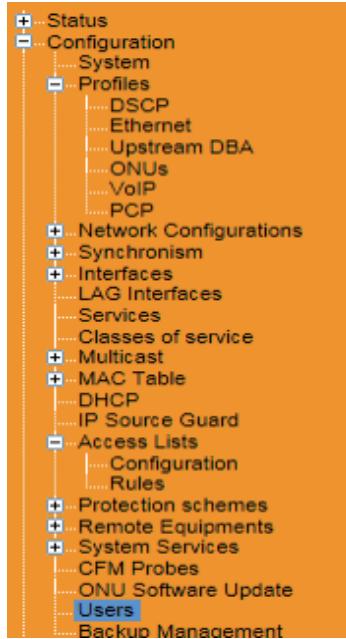 Status
Configuration
System
Profiles
DSCP
Ethernet
Upstream DBA
ONUs
VoIP
PCP
Network Configurations
Synchronism
Interfaces
LAG Interfaces
Services
Classes of service
Multicast
MAC Table
DHCP
IP Source Guard
Access Lists
Configuration
Rules
Protection schemes
Remote Equipments
System Services
CFM Probes
ONU Software Update
Users
Backup Management